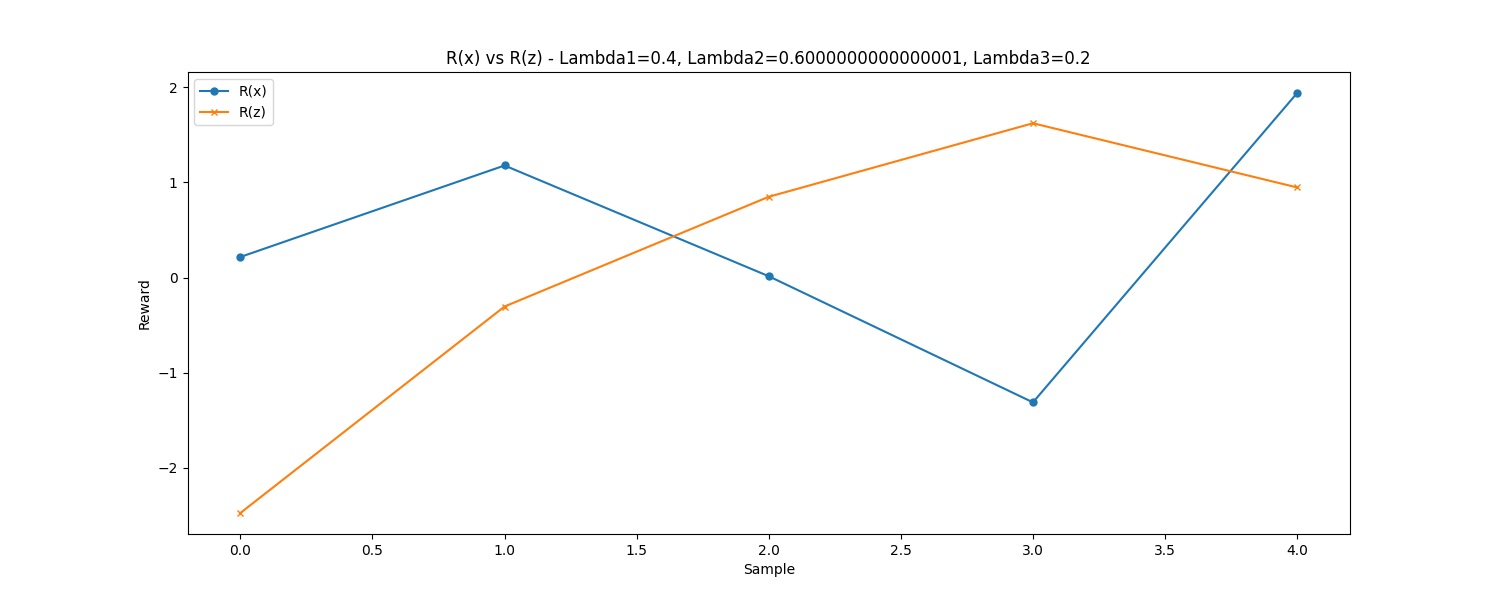 R(x) vs R(z) - Lambda1=0.4, Lambda2=0.6000000000000001, Lambda3=0.2
R(x)
R(z)
2
1
0
−1
−2
Reward
0.0 0.5 1.0 1.5 2.0 2.5 3.0 3.5 4.0
Sample